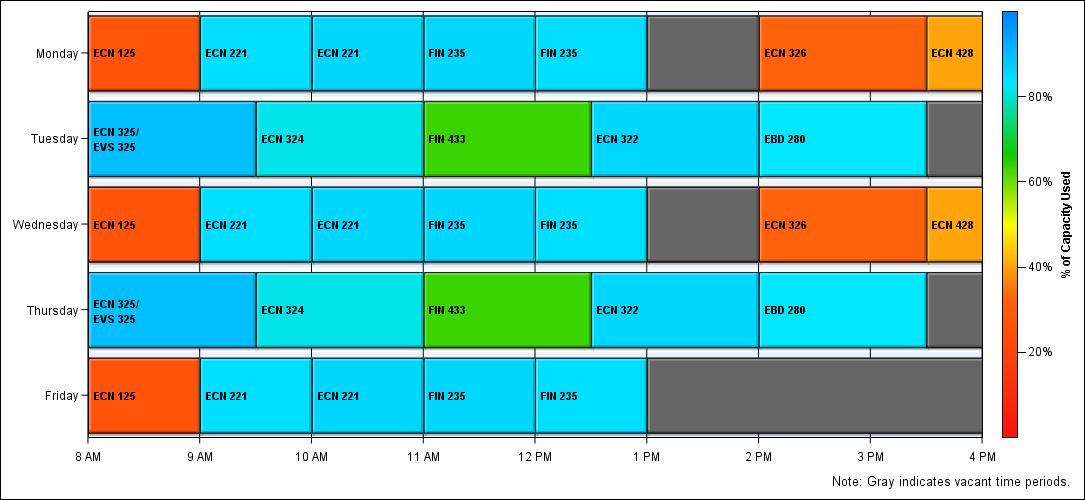 Monday
ECN 125
ECN 221
ECN 221
FIN 235
FIN 235
ECN 326
ECN 428
Tuesday
ECN 325/
EVS 325
ECN 324
FIN 433
ECN 322
EBD 280
Wednesday
ECN 125
ECN 221
ECN 221
FIN 235
FIN 235
ECN 326
ECN 428
Thursday
ECN 325/
EVS 325
ECN 324
FIN 433
ECN 322
EBD 280
Friday
ECN 125
ECN 221
ECN 221
FIN 235
FIN 235
8 AM
9 AM
10 AM
11 AM
12 PM
1 PM
2 PM
3 PM
4 PM
80%
60%
40%
20%
% of Capacity Used
Note: Gray indicates vacant time periods.